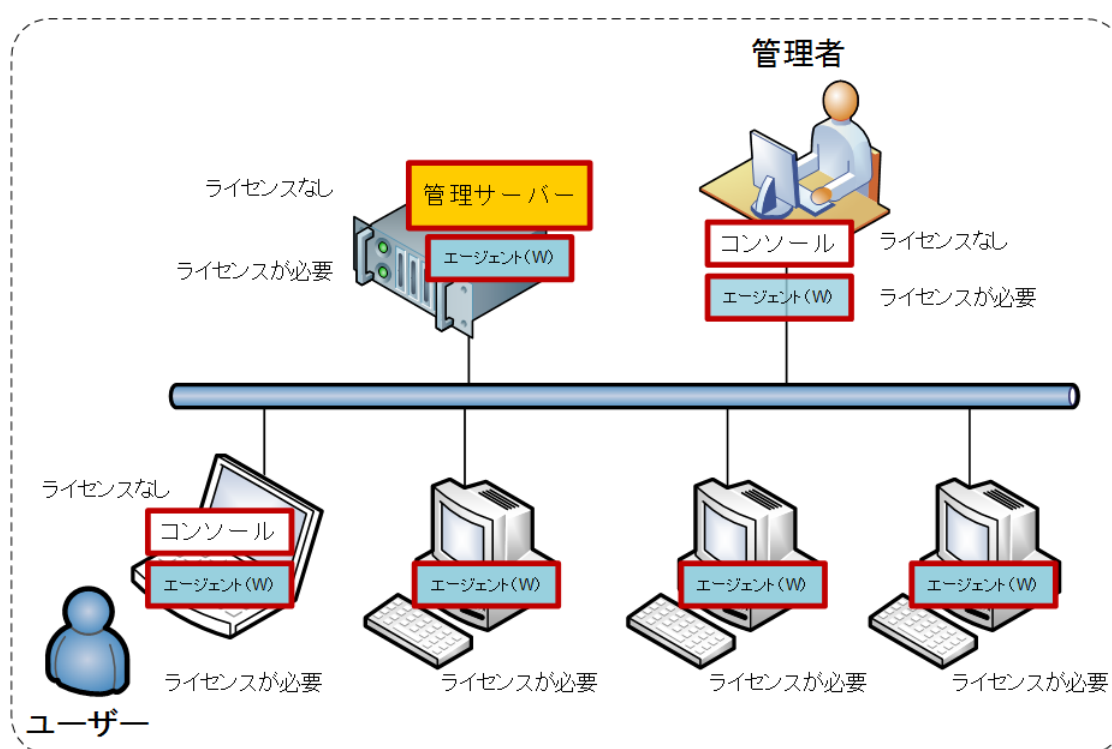 管理者
ライセンスなし
管理サーバー
ライセンスが必要
エージェント(W)
コンソール
ライセンスなし
エージェント(W)
ライセンスが必要
ライセンスなし
コンソール
エージェント(W)
エージェント(W)
エージェント(W)
エージェント(W)
ライセンスが必要
ライセンスが必要
ライセンスが必要
ライセンスが必要
ユーザー